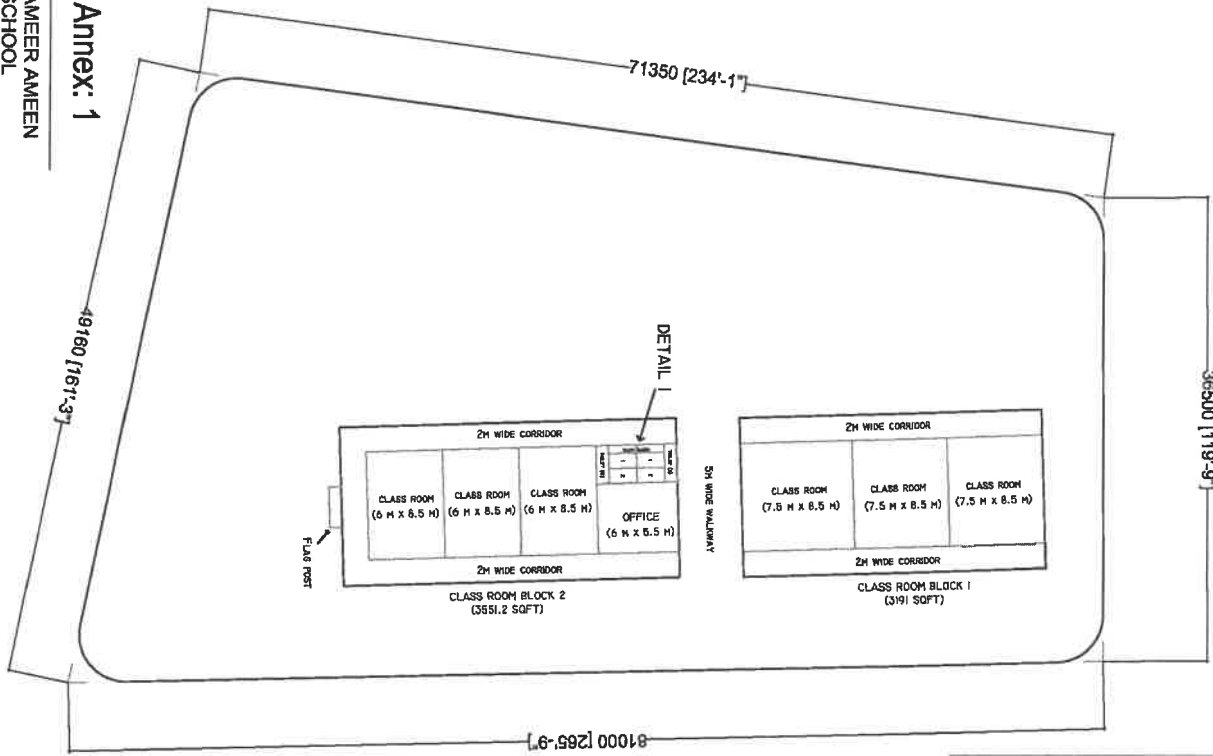 Annex: 1
AMEER AMEEN
SCHOOL
71350 [234'-1"]
36500 [119'-9"]
49160 [161'-3"]
81000 [265'-9"]
DETAIL 1
2M WIDE CORRIDOR
CLASS ROOM
(6 M X 8.5 M)
CLASS ROOM
(6 M X 8.5 M)
CLASS ROOM
(6 M X 8.5 M)
OFFICE
(6 M X 5.5 M)
2M WIDE CORRIDOR
FLAG POST
CLASS ROOM BLOCK 2
(3551.2 SQFT)
5M WIDE WALKWAY
2M WIDE CORRIDOR
CLASS ROOM
(7.5 M X 8.5 M)
CLASS ROOM
(7.5 M X 8.5 M)
CLASS ROOM
(7.5 M X 8.5 M)
2M WIDE CORRIDOR
CLASS ROOM BLOCK 1
(3191 SQFT)